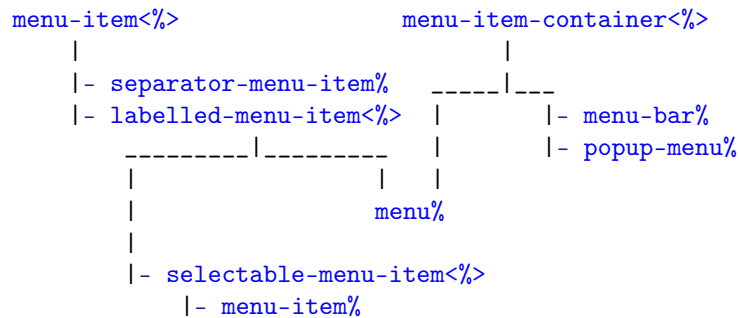 menu-item<%> menu-item-container<%>
| |
|- separator-menu-item% _____|___
|- labelled-menu-item<%> | |- menu-bar%
_________|_________ | |- popup-menu%
| | |
| menu%
|
|- selectable-menu-item<%>
|- menu-item%